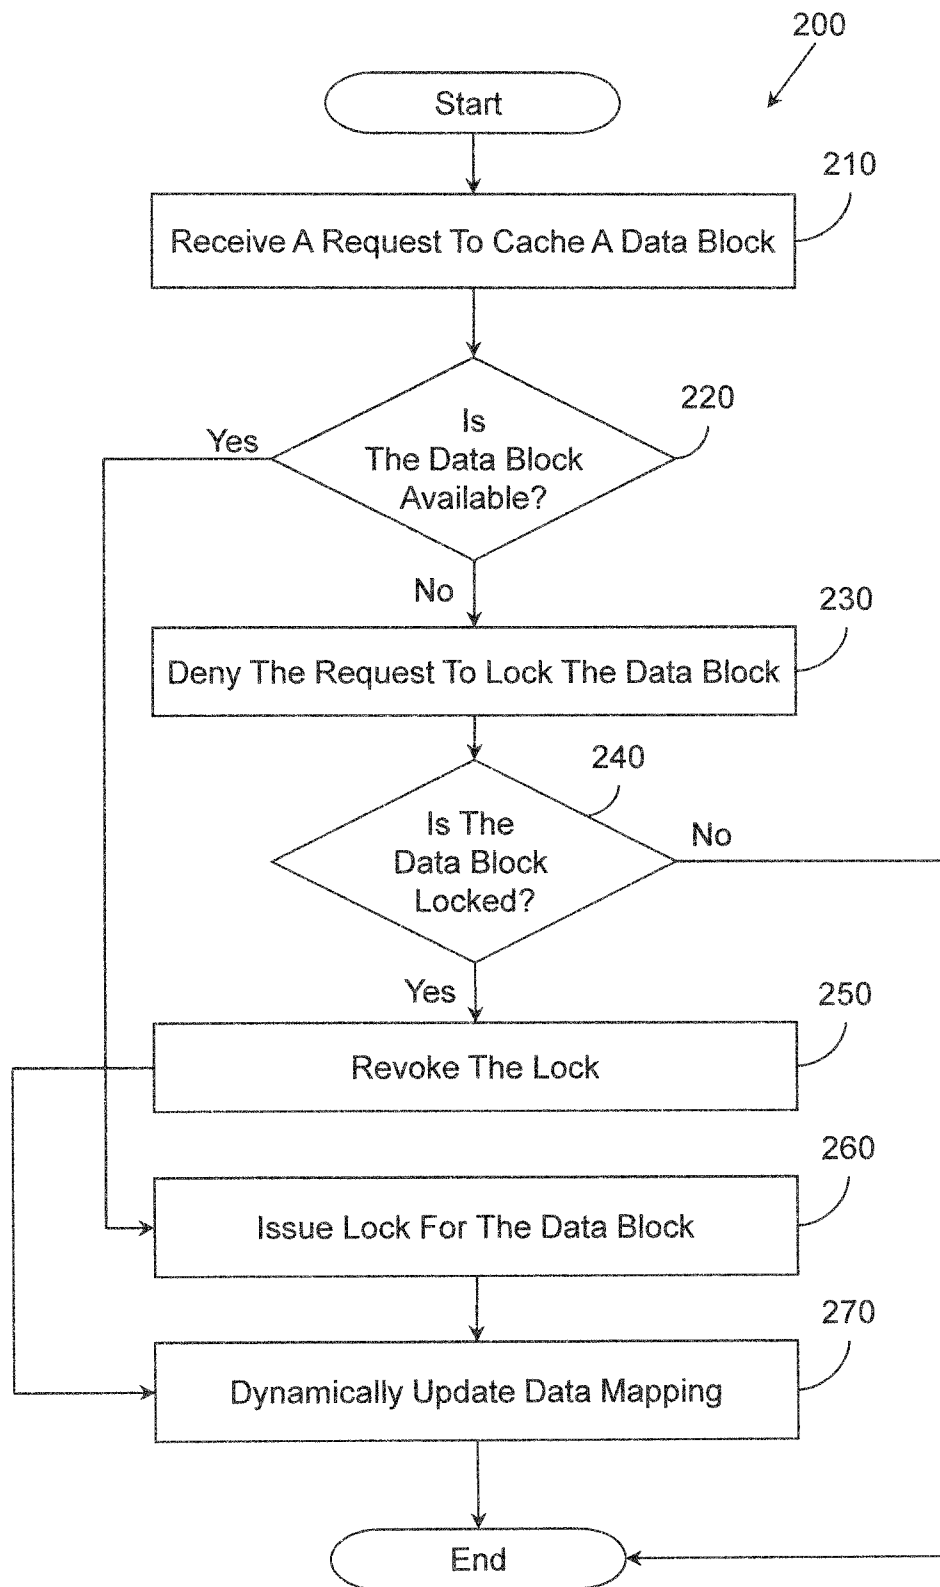 200
Start
210
Receive A Request To Cache A Data Block
220
Is
The Data Block
Available?
Yes
No
230
Deny The Request To Lock The Data Block
240
Is The
Data Block
Locked?
No
Yes
250
Revoke The Lock
260
Issue Lock For The Data Block
270
Dynamically Update Data Mapping
End